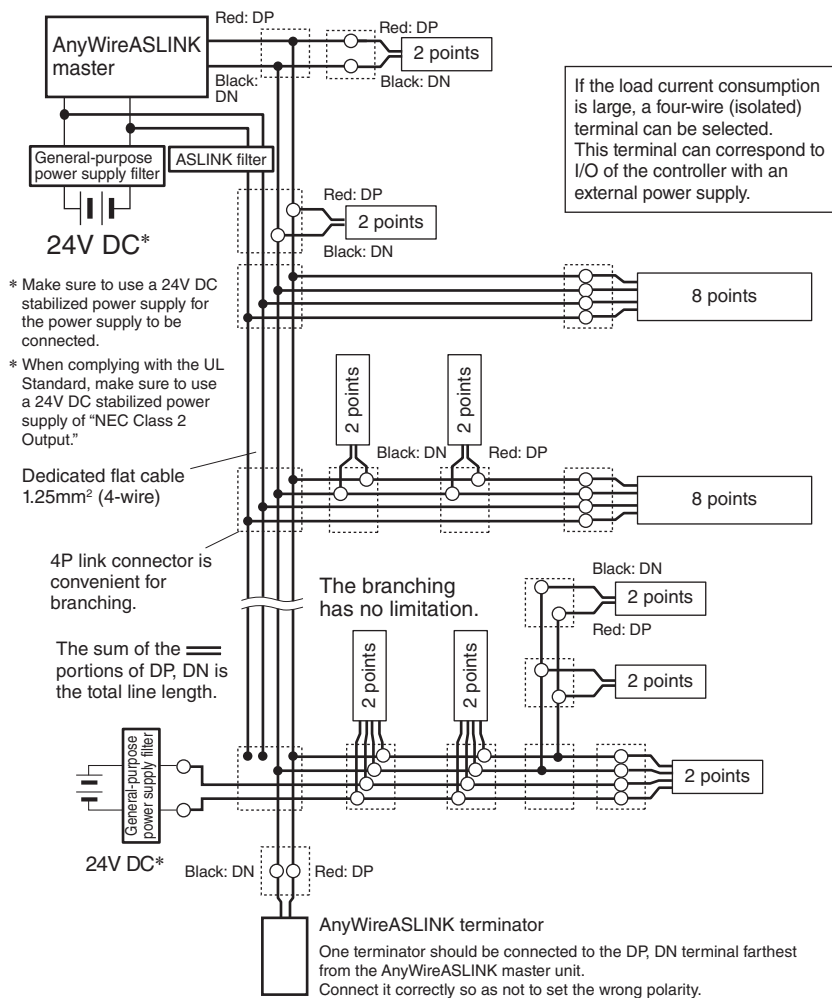 Red: DP
AnyWireASLINK
master
Black:
DN
Red: DP
2 points
Black: DN
If the load current consumption
is large, a four-wire (isolated)
terminal can be selected.
This terminal can correspond to
I/O of the controller with an
external power supply.
General-purpose
power supply filter
ASLINK filter
24V DC*
Red: DP
2 points
Black: DN
* Make sure to use a 24V DC
stabilized power supply for
the power supply to be
connected.
* When complying with the UL
Standard, make sure to use
a 24V DC stabilized power
supply of “NEC Class 2
Output.”
8 points
2 points
Black: DN
2 points
Red: DP
Dedicated flat cable
1.25mm² (4-wire)
8 points
4P link connector is
convenient for
branching.
The branching
has no limitation.
Black: DN
2 points
Red: DP
The sum of the
portions of DP, DN is
the total line length.
2 points
2 points
2 points
General-purpose
power supply filter
2 points
24V DC*
Black: DN
Red: DP
AnyWireASLINK terminator
One terminator should be connected to the DP, DN terminal farthest
from the AnyWireASLINK master unit.
Connect it correctly so as not to set the wrong polarity.